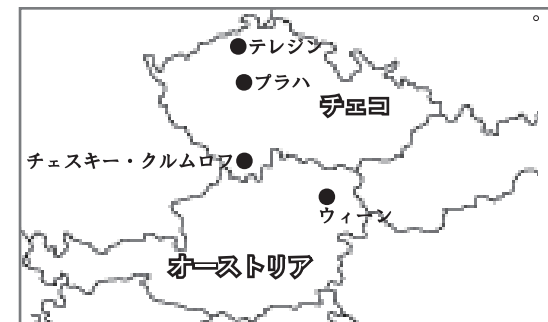 テレジン
プラハ
チェコ
チェスキー・クルムロフ
ウィーン
オーストリア